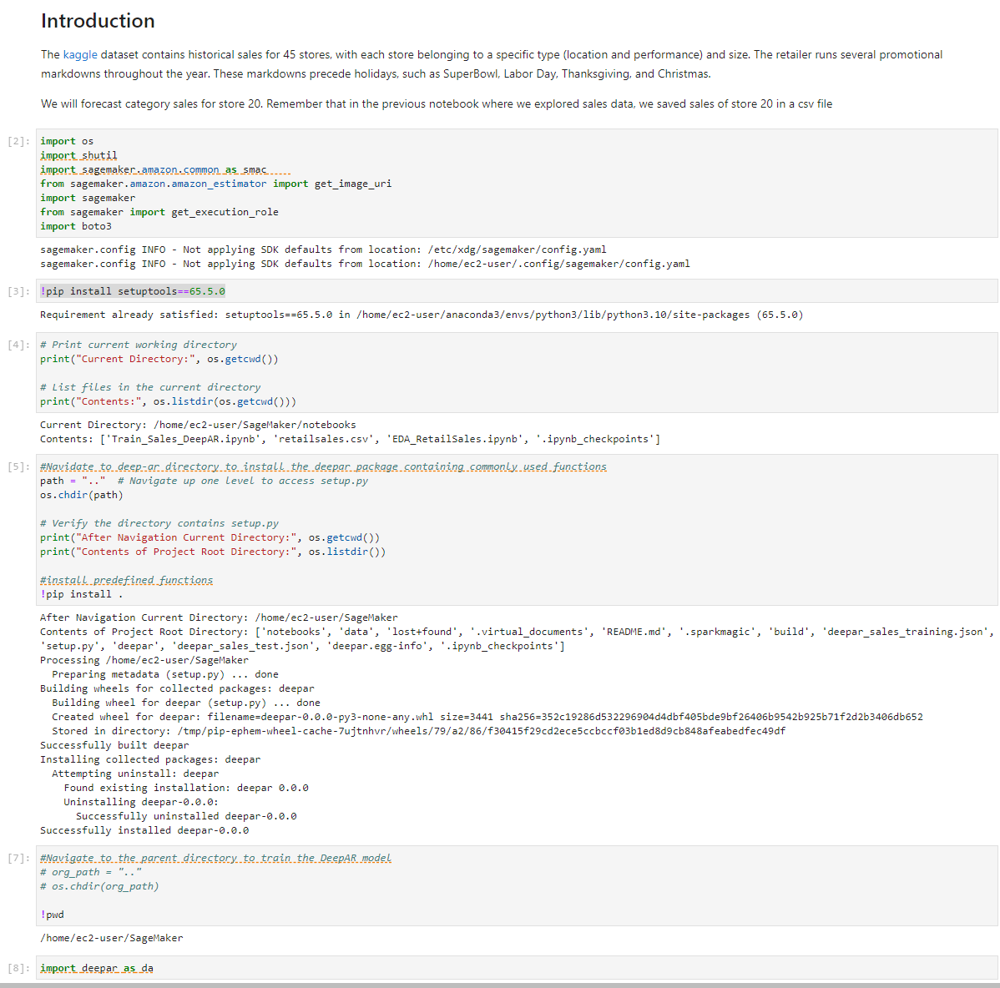 Introduction
The kaggle dataset contains historical sales for 45 stores, with each store belonging to a specific type (location and performance) and size. The retailer runs several promotional
markdowns throughout the year. These markdowns precede holidays, such as SuperBowl, Labor Day, Thanksgiving, and Christmas.
We will forecast category sales for store 20. Remember that in the previous notebook where we explored sales data, we saved sales of store 20 in a csv file
[2]: import os
import shutil
import sagemaker.amazon.common as smac
from sagemaker.amazon.amazon_estimator import get_image_uri
import sagemaker
from sagemaker import get_execution_role
import boto3
sagemaker.config INFO - Not applying SDK defaults from location: /etc/xdg/sagemaker/config.yaml
sagemaker.config INFO - Not applying SDK defaults from location: /home/ec2-user/.config/sagemaker/config.yaml
[3]: !pip install setuptools==65.5.0
Requirement already satisfied: setuptools==65.5.0 in /home/ec2-user/anaconda3/envs/python3/lib/python3.10/site-packages (65.5.0)
[4]: # Print current working directory
print("Current Directory:", os.getcwd())
# List files in the current directory
print("Contents:", os.listdir(os.getcwd()))
Current Directory: /home/ec2-user/SageMaker/notebooks
Contents: ['Train_Sales_DeepAR.ipynb', 'retailsales.csv', 'EDA_RetailSales.ipynb', '.ipynb_checkpoints']
[5]: #Navidate to deep-ar directory to install the deepar package containing commonly used functions
path = ".."  # Navigate up one level to access setup.py
os.chdir(path)
# Verify the directory contains setup.py
print("After Navigation Current Directory:", os.getcwd())
print("Contents of Project Root Directory:", os.listdir())
#install predefined functions
!pip install .
After Navigation Current Directory: /home/ec2-user/SageMaker
Contents of Project Root Directory: ['notebooks', 'data', 'lost+found', '.virtual_documents', 'README.md', '.sparkmagic', 'build', 'deepar_sales_training.json',
'setup.py', 'deepar', 'deepar_sales_test.json', 'deepar.egg-info', '.ipynb_checkpoints']
Processing /home/ec2-user/SageMaker
Preparing metadata (setup.py) ... done
Building wheels for collected packages: deepar
Building wheel for deepar (setup.py) ... done
Created wheel for deepar: filename=deepar-0.0.0-py3-none-any.whl size=3441 sha256=352c19286d532296904d4dbf405bde9bf26406b9542b925b71f2d2b3406db652
Stored in directory: /tmp/pip-ephem-wheel-cache-7ujtnhvr/wheels/79/a2/86/f30415f29cd2ece5ccbccf03b1ed8d9cb848afeabedfec49df
Successfully built deepar
Installing collected packages: deepar
Attempting uninstall: deepar
Found existing installation: deepar 0.0.0
Uninstalling deepar-0.0.0:
Successfully uninstalled deepar-0.0.0
Successfully installed deepar-0.0.0
[7]: #Navigate to the parent directory to train the DeepAR model
# org_path = ".."
# os.chdir(org_path)
!pwd
/home/ec2-user/SageMaker
[8]: import deepar as da